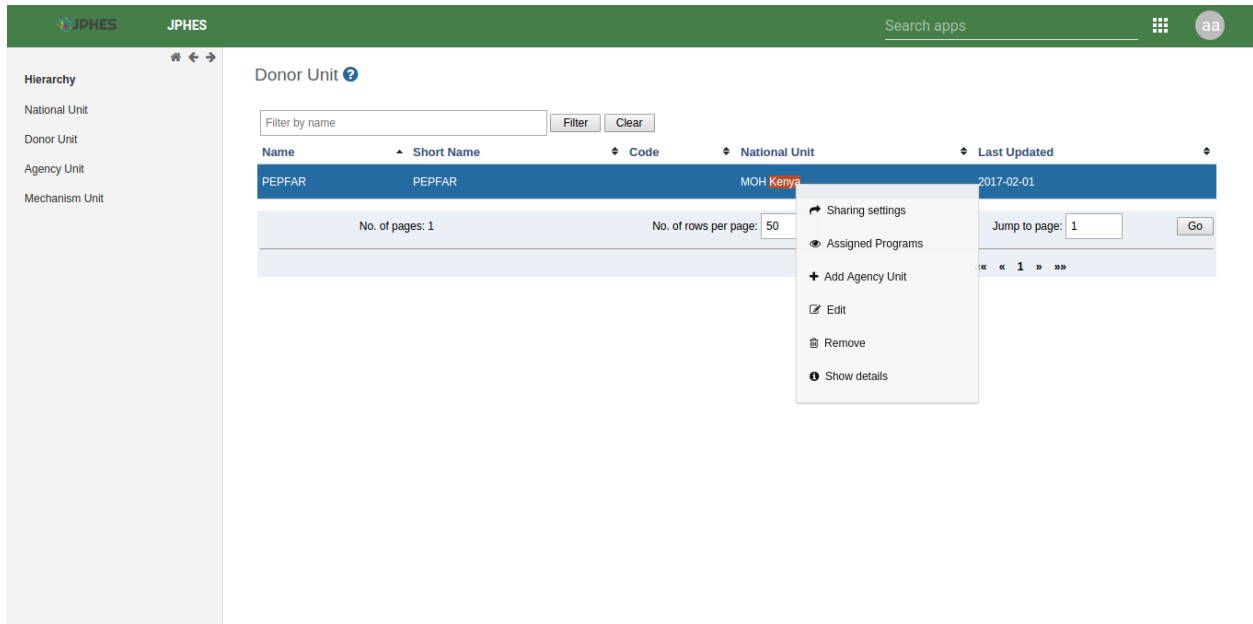 JPHES JPHES Search apps aa
Hierarchy
National Unit
Donor Unit
Agency Unit
Mechanism Unit
Donor Unit ?
Filter by name Filter Clear
Name Short Name Code National Unit Last Updated
PEPFAR PEPFAR MOH Kenya 2017-02-01
No. of pages: 1 No. of rows per page: 50 Jump to page: 1 Go
« « 1 » »»
Sharing settings
Assigned Programs
Add Agency Unit
Edit
Remove
Show details